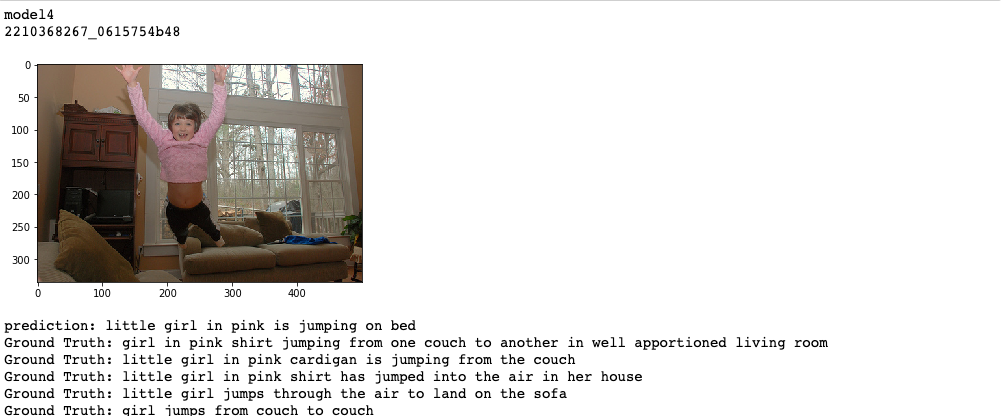 model4
2210368267_0615754b48
0
50
100
150
200
250
300
0 100 200 300 400
prediction: little girl in pink is jumping on bed
Ground Truth: girl in pink shirt jumping from one couch to another in well apportioned living room
Ground Truth: little girl in pink cardigan is jumping from the couch
Ground Truth: little girl in pink shirt has jumped into the air in her house
Ground Truth: little girl jumps through the air to land on the sofa
Ground Truth: girl jumps from couch to couch